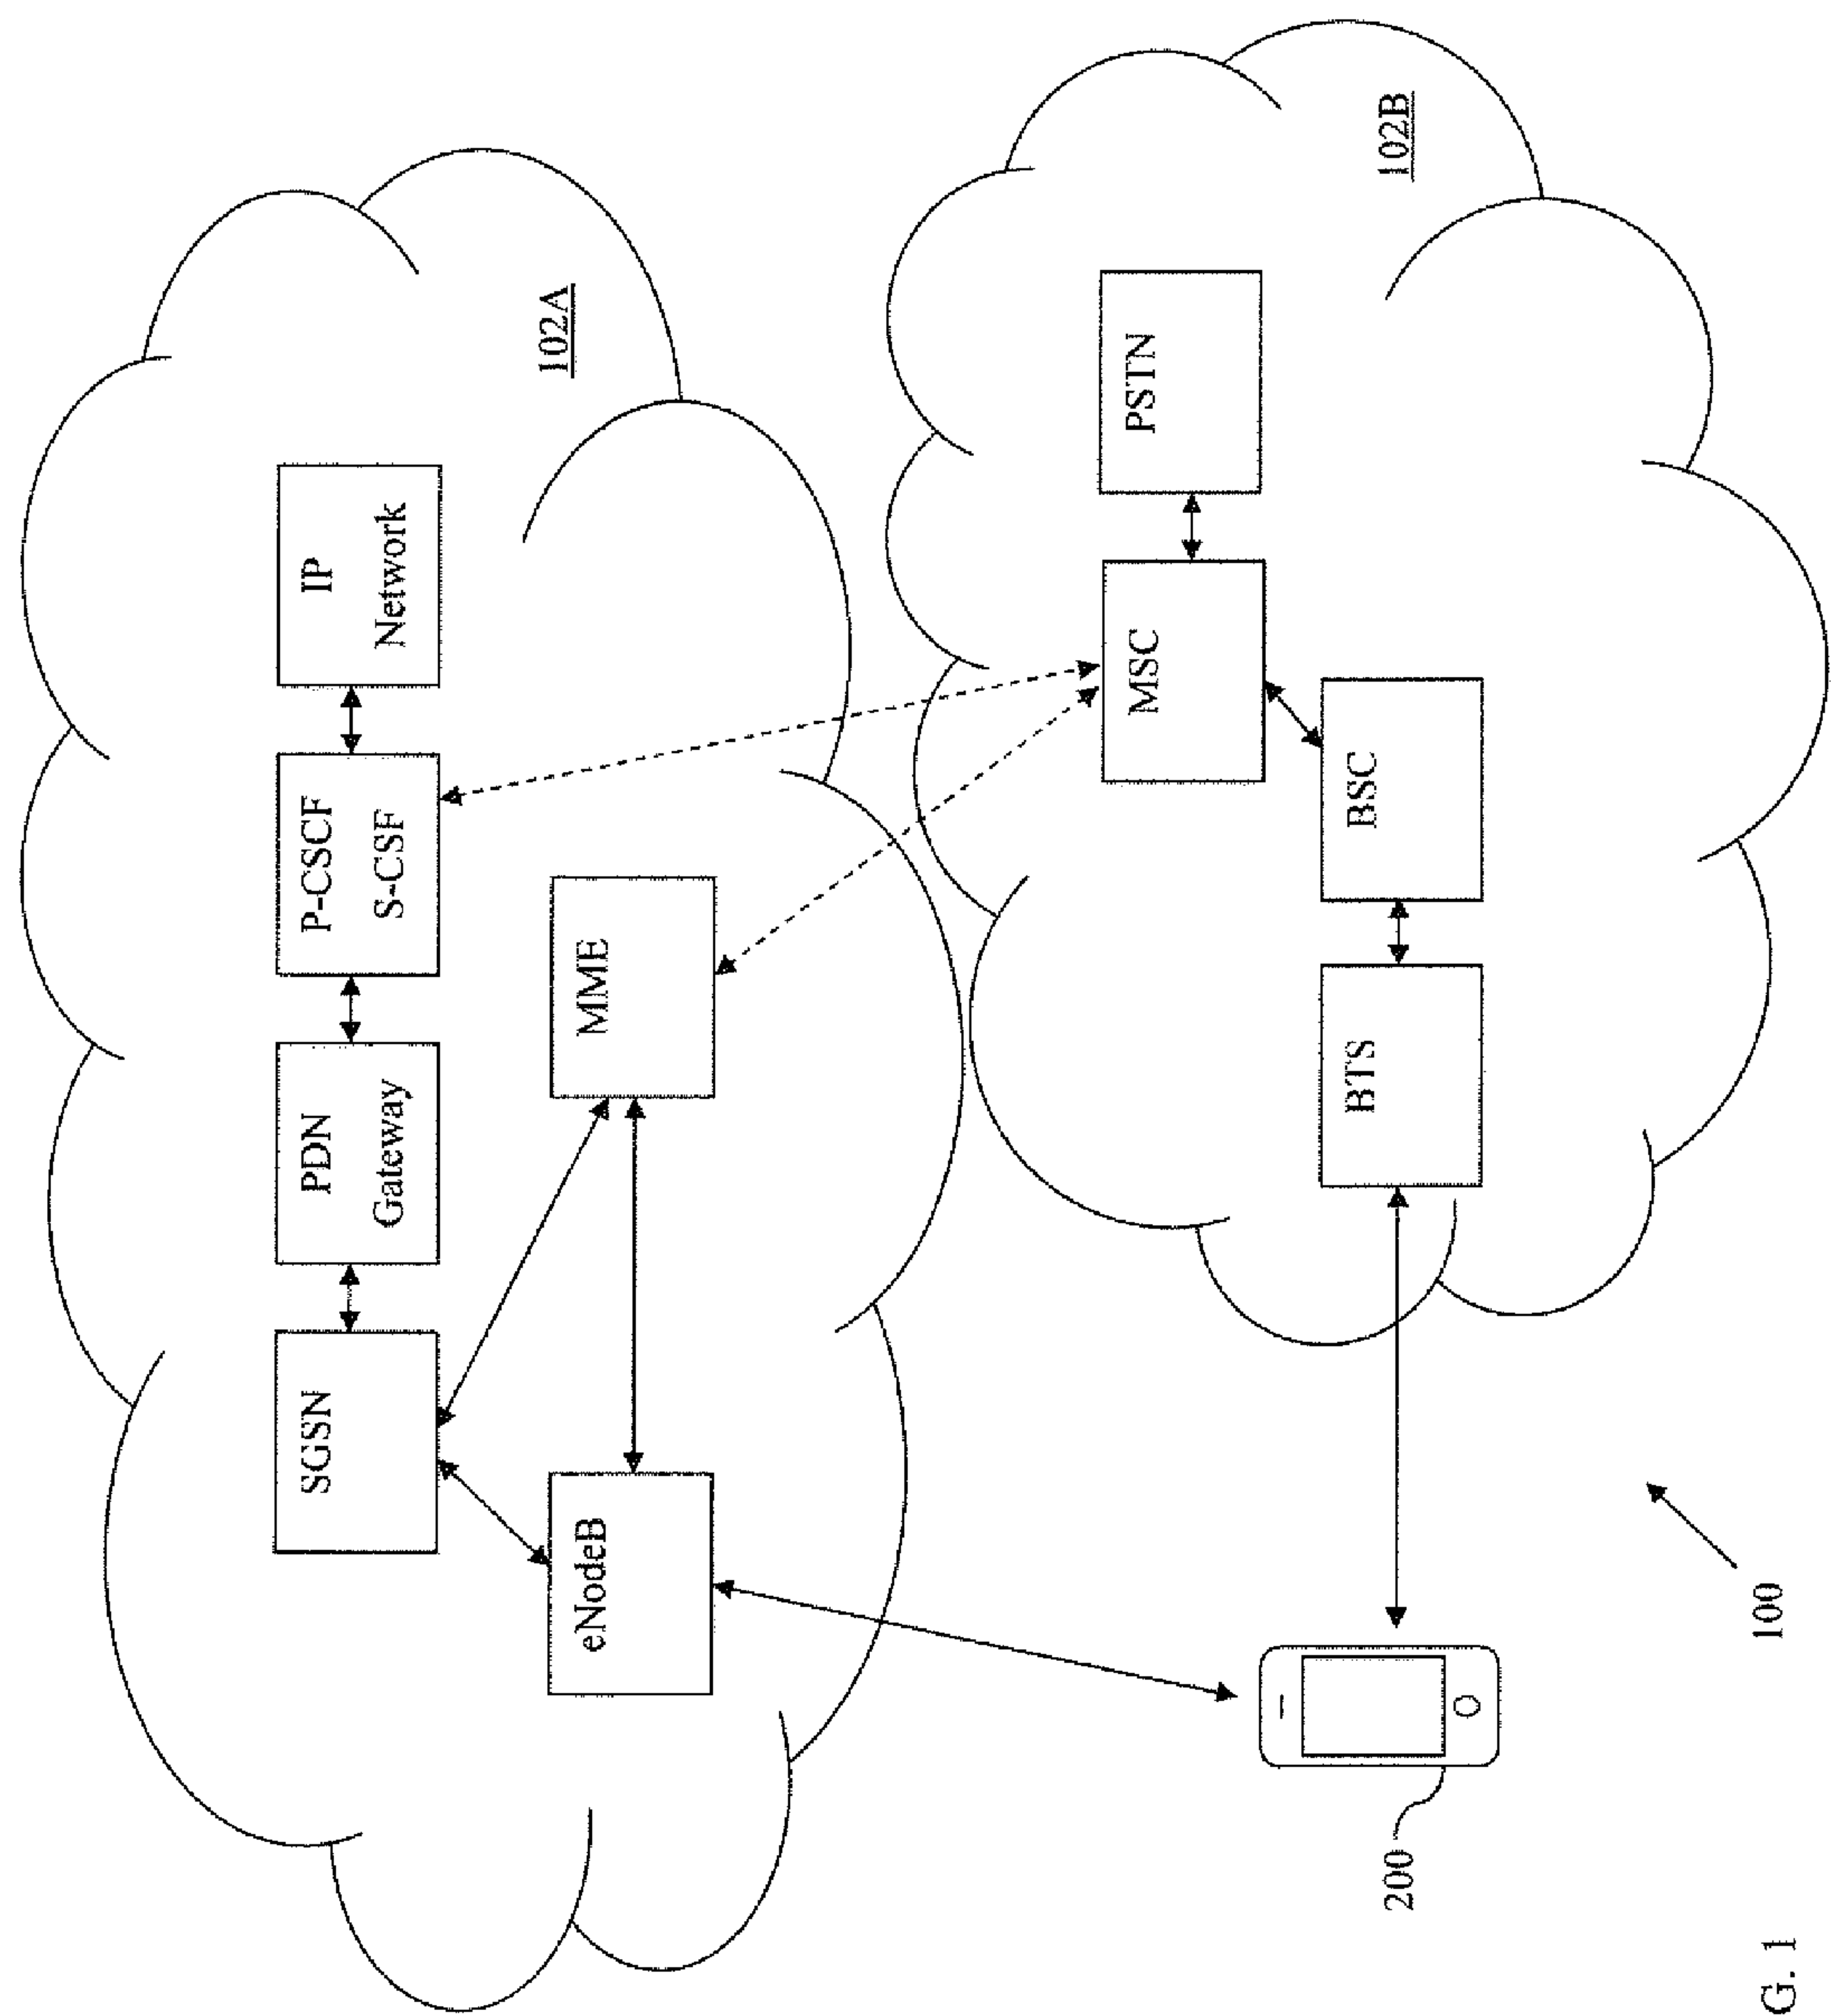 SGSN
PDN
Gateway
P-CSCF
S-CSF
IP
Network
102A
eNodeB
MME
MSC
PSTN
102B
BTS
BSC
200
100
G. 1